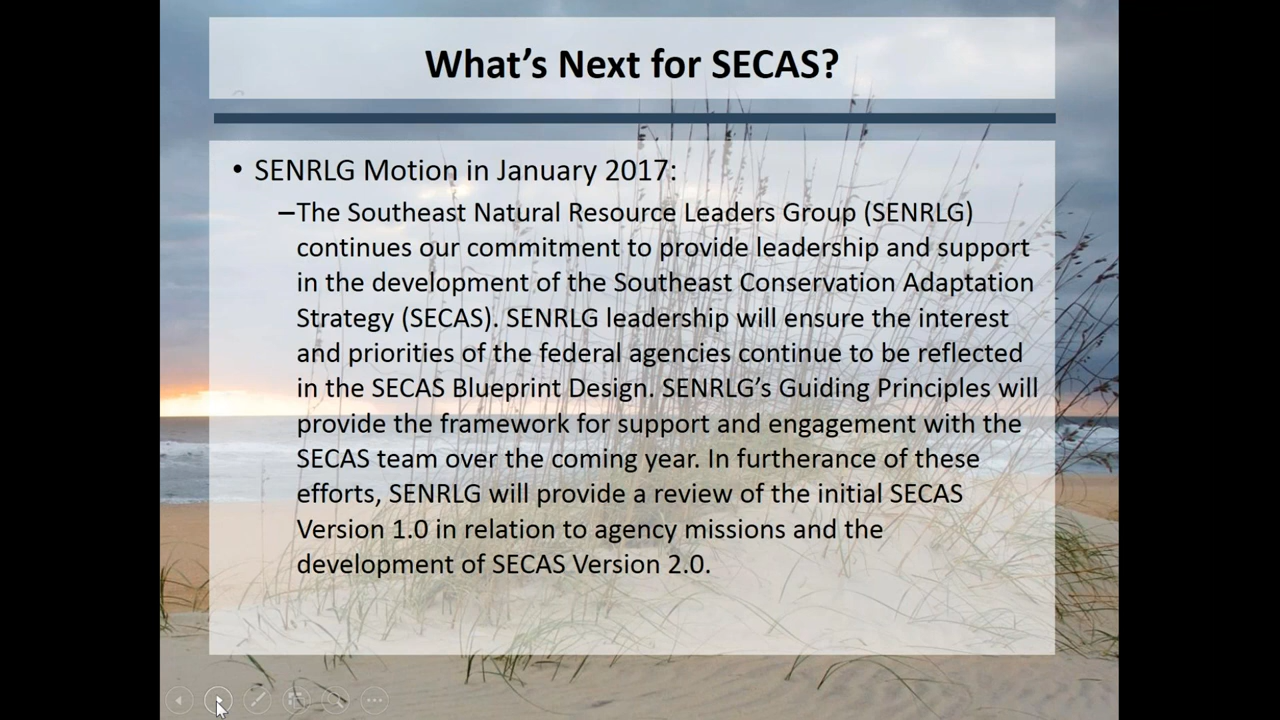 What’s Next for SECAS?
• SENRLG Motion in January 2017:
–The Southeast Natural Resource Leaders Group (SENRLG)
continues our commitment to provide leadership and support
in the development of the Southeast Conservation Adaptation
Strategy (SECAS). SENRLG leadership will ensure the interest
and priorities of the federal agencies continue to be reflected
in the SECAS Blueprint Design. SENRLG’s Guiding Principles will
provide the framework for support and engagement with the
SECAS team over the coming year. In furtherance of these
efforts, SENRLG will provide a review of the initial SECAS
Version 1.0 in relation to agency missions and the
development of SECAS Version 2.0.